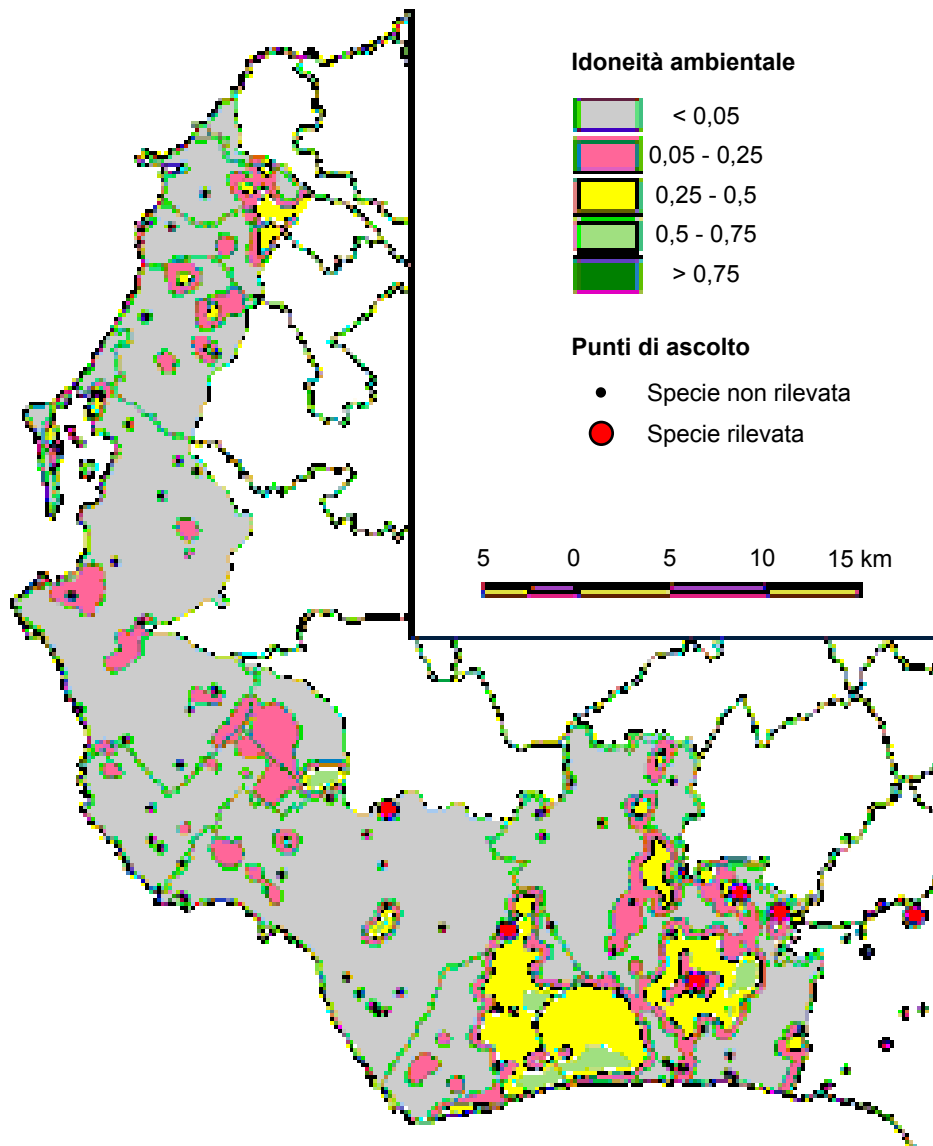 Idoneità ambientale
< 0,05
0,05 - 0,25
0,25 - 0,5
0,5 - 0,75
> 0,75
Punti di ascolto
Specie non rilevata
Specie rilevata
5 0 5 10 15 km